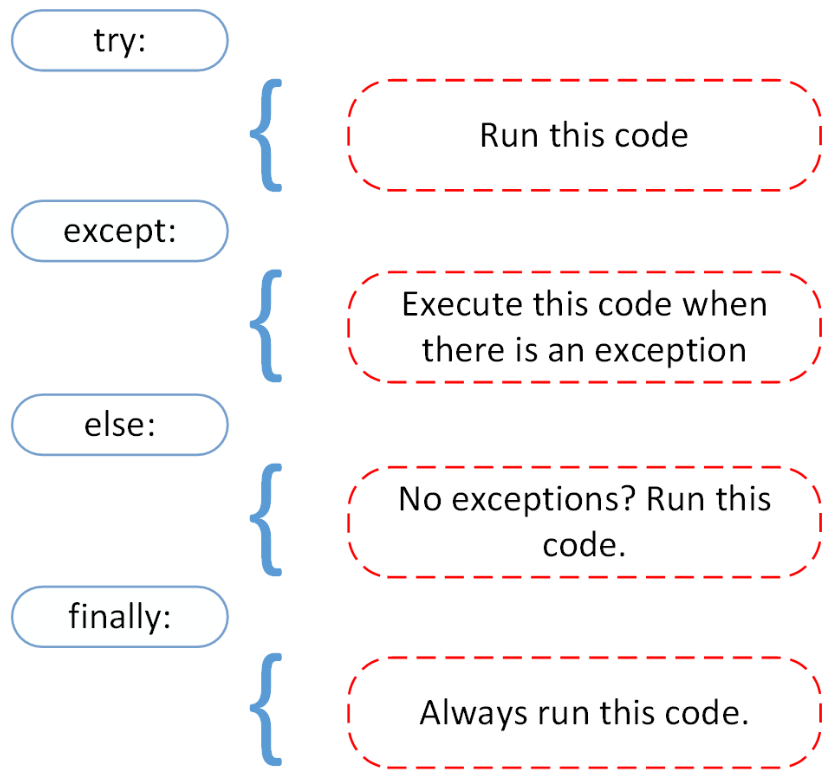 try:
Run this code
except:
Execute this code when
there is an exception
else:
No exceptions? Run this
code.
finally:
Always run this code.